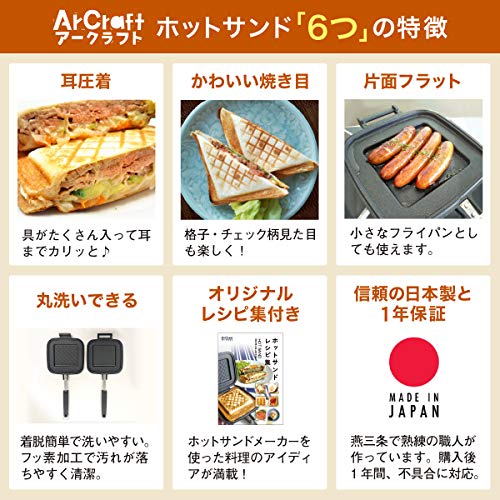 ArCraft
アークラフト
ホットサンド「6つ」の特徴
耳圧着
具がたくさん入って耳
までカリッと♪
かわいい焼き目
格子・チェック柄見た目
も楽しく！
片面フラット
小さなフライパンとし
ても使えます。
丸洗いできる
着脱簡単で洗いやすい。
フッ素加工で汚れが落
ちやすく清潔。
オリジナル
レシピ集付き
ホットサンド
レシピ集
ホットサンドメーカーを
使った料理のアイディ
アが満載！
信頼の日本製と
1年保証
MADE IN
JAPAN
燕三条で熟練の職人が
作っています。購入後
1年間、不具合に対応。